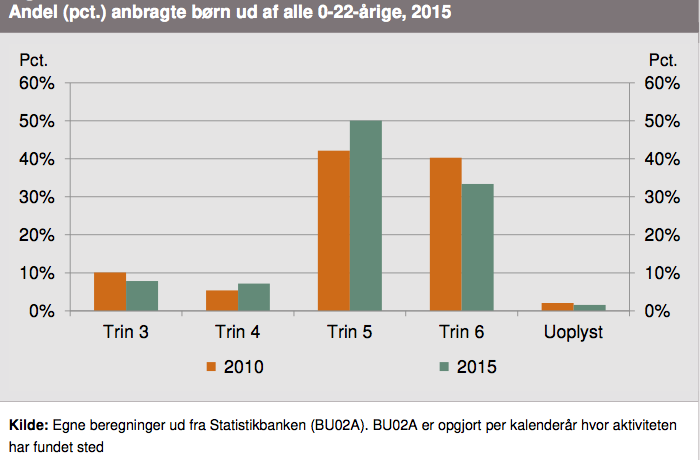 Andel (pct.) anbragte børn ud af alle 0-22-årige, 2015
Pct. Pct.
60% 60%
50% 50%
40% 40%
30% 30%
20% 20%
10% 10%
0% 0%
Trin 3 Trin 4 Trin 5 Trin 6 Uoplyst
2010 2015
Kilde: Egne beregninger ud fra Statistikbanken (BU02A). BU02A er opgjort per kalenderår hvor aktiviteten
har fundet sted